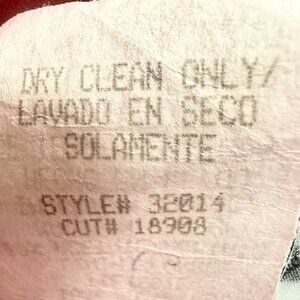 DRY CLEAN ONLY/
LAVADO EN SECO
SOLAMENTE
STYLE# 32014
CUT# 18908